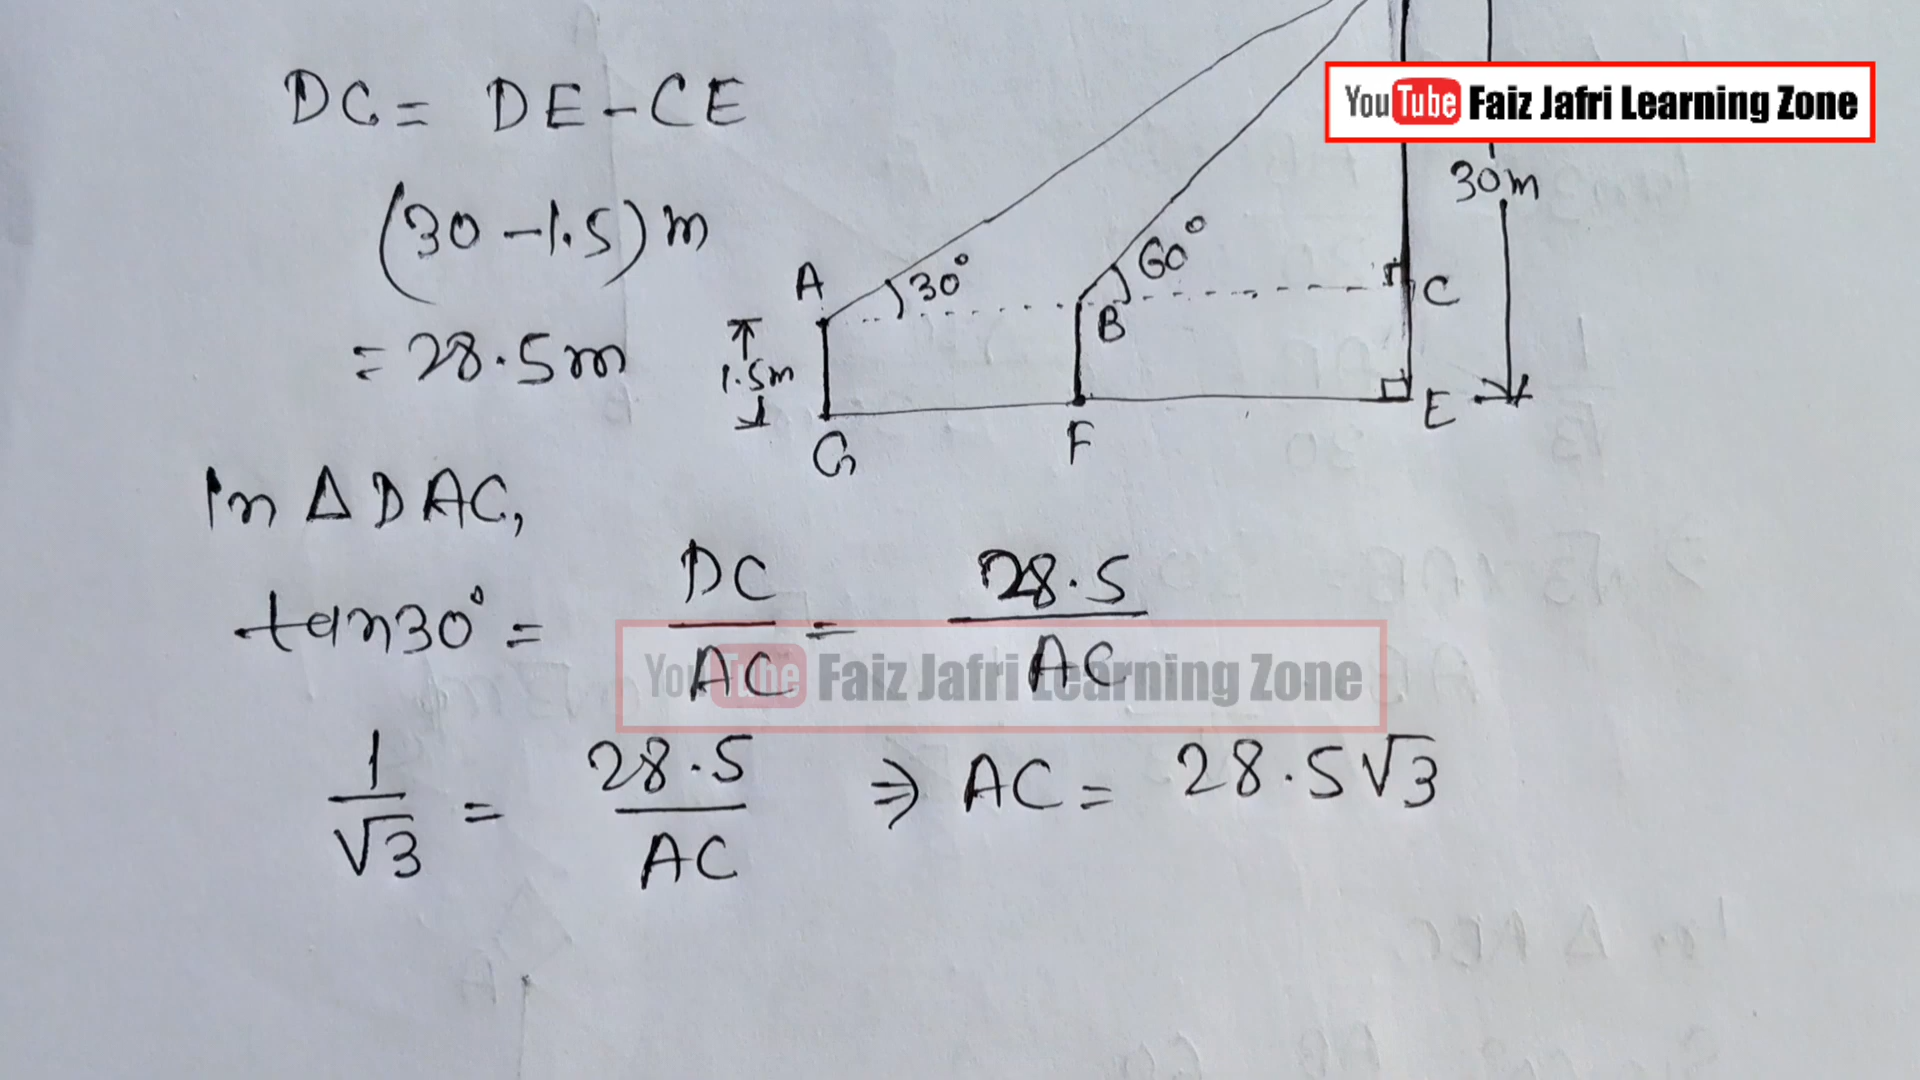 DC = DE - CE
(30 - 1.5) m
= 28.5m
YouTube Faiz Jafri Learning Zone
30m
A
30°
60°
B
C
1.5m
G
F
E
In Δ DAC,
tan30° = DC/AC = 28.5/AC
YouTube Faiz Jafri Learning Zone
1/√3 = 28.5/AC ⇒ AC = 28.5√3